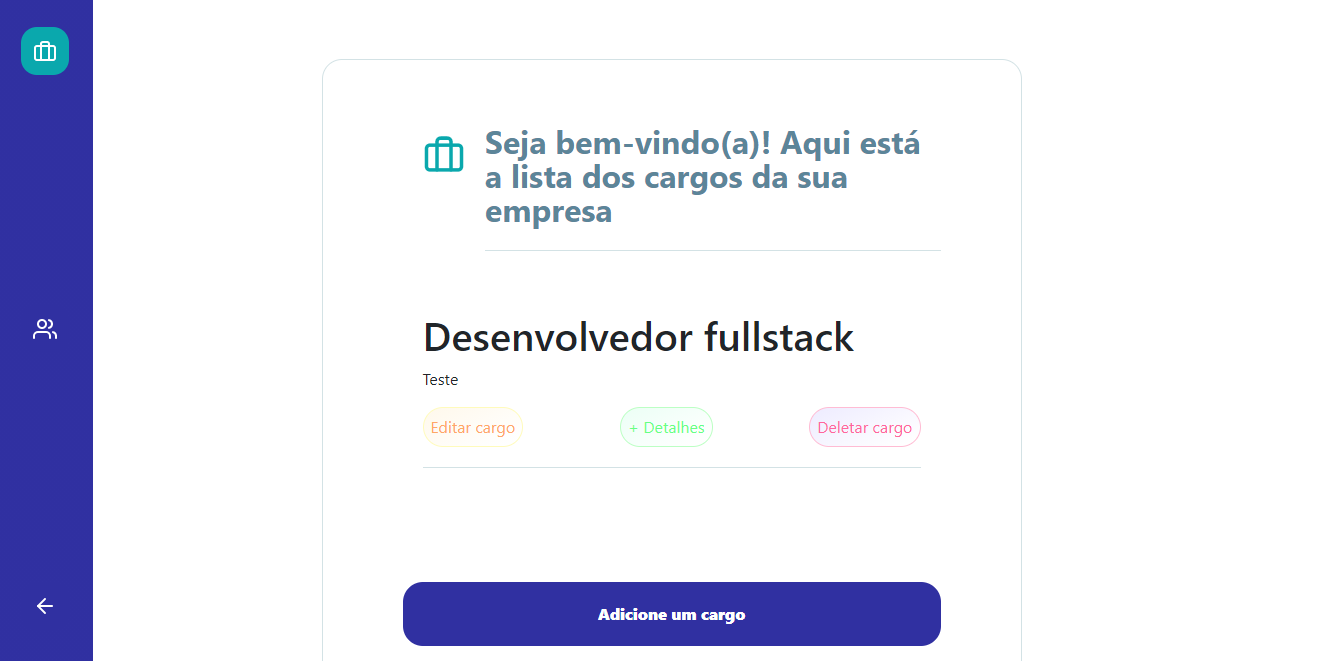 Seja bem-vindo(a)! Aqui está
a lista dos cargos da sua
empresa
Desenvolvedor fullstack
Teste
Editar cargo
+ Detalhes
Deletar cargo
Adicione um cargo